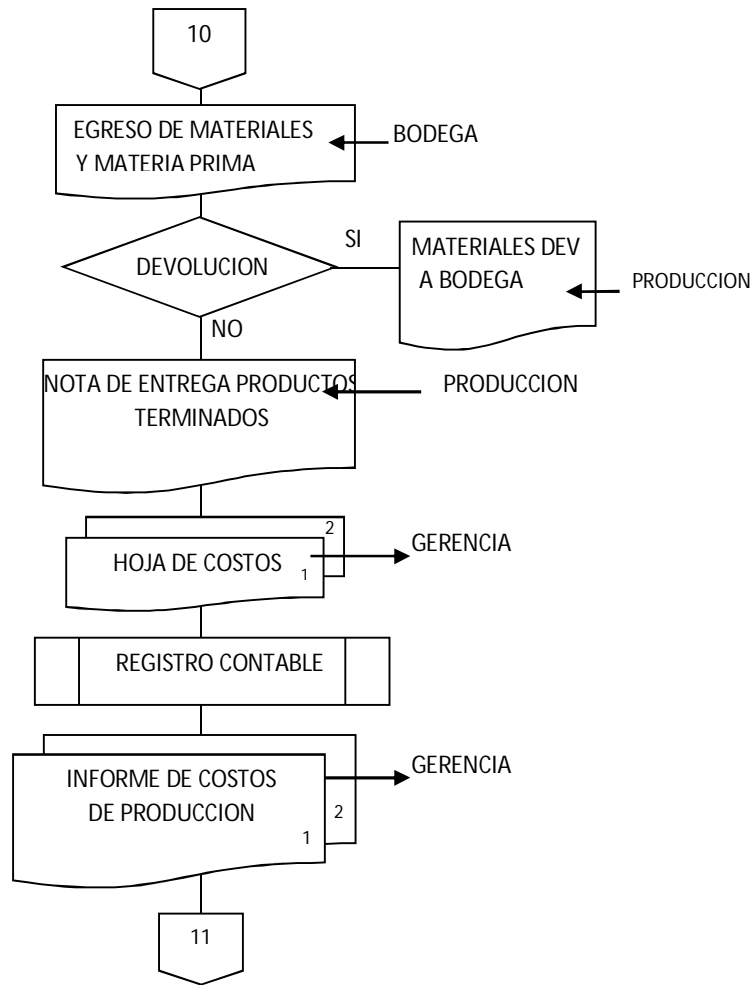 10
EGRESO DE MATERIALES
Y MATERIA PRIMA
BODEGA
DEVOLUCION
SI
MATERIALES DEV
A BODEGA
PRODUCCION
NO
NOTA DE ENTREGA PRODUCTOS
TERMINADOS
PRODUCCION
2
HOJA DE COSTOS
1
GERENCIA
REGISTRO CONTABLE
INFORME DE COSTOS
DE PRODUCCION
1
2
GERENCIA
11